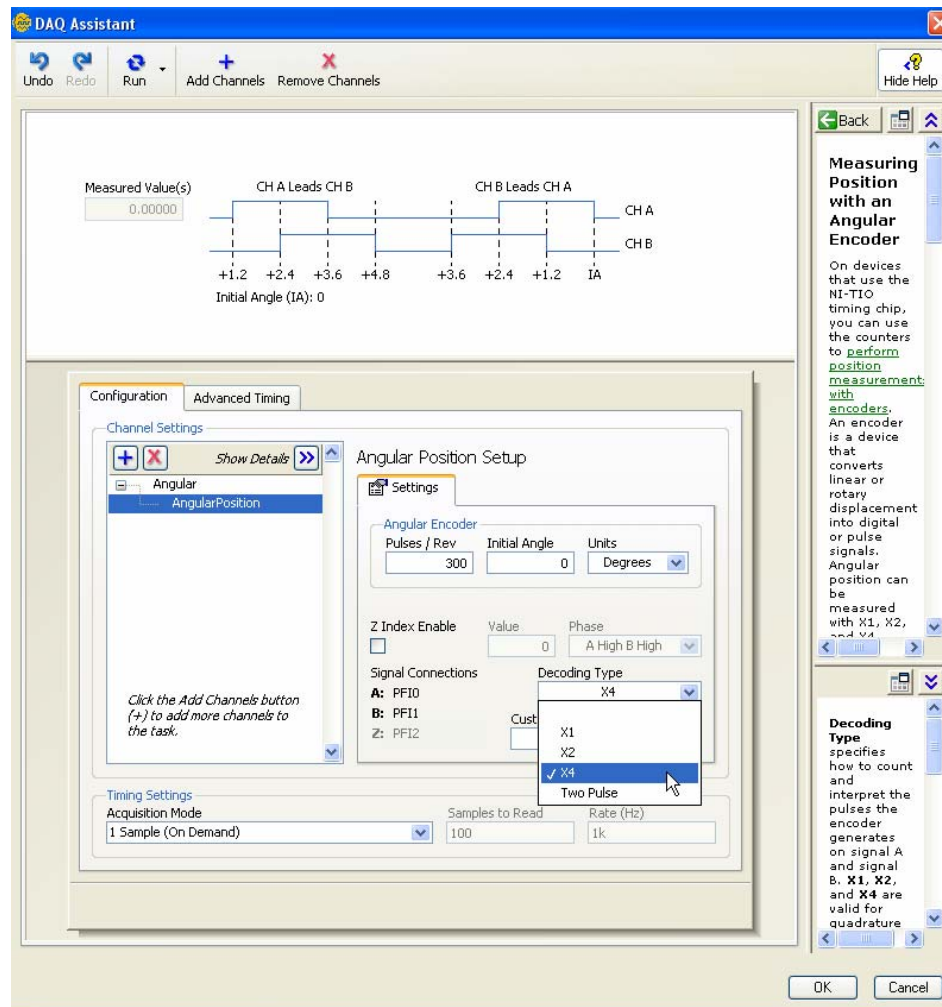 DAQ Assistant
Undo Redo Run Add Channels Remove Channels Hide Help
Measured Value(s) CH A Leads CH B CH B Leads CH A
0.00000
CH A
CH B
+1.2 +2.4 +3.6 +4.8 +3.6 +2.4 +1.2 IA
Initial Angle (IA): 0
Configuration Advanced Timing
Channel Settings
Show Details
Angular
AngularPosition
Click the Add Channels button
(+) to add more channels to
the task.
Angular Position Setup
Settings
Angular Encoder
Pulses / Rev Initial Angle Units
300 0 Degrees
Z Index Enable Value Phase
0 A High B High
Signal Connections Decoding Type
A: PFI0 X4
B: PFI1 Cust
Z: PFI2
X1
X2
✓ X4
Two Pulse
Timing Settings
Acquisition Mode Samples to Read Rate (Hz)
1 Sample (On Demand) 100 1k
Back
Measuring
Position
with an
Angular
Encoder
On devices
that use the
NI-TIO
timing chip,
you can use
the counters
to perform
position
measurement
with
encoders.
An encoder
is a device
that
converts
linear or
rotary
displacement
into digital
or pulse
signals.
Angular
position can
be
measured
with X1, X2,
and X4
Decoding
Type
specifies
how to count
and
interpret the
pulses the
encoder
generates
on signal A
and signal
B. X1, X2,
and X4 are
valid for
quadrature
OK Cancel